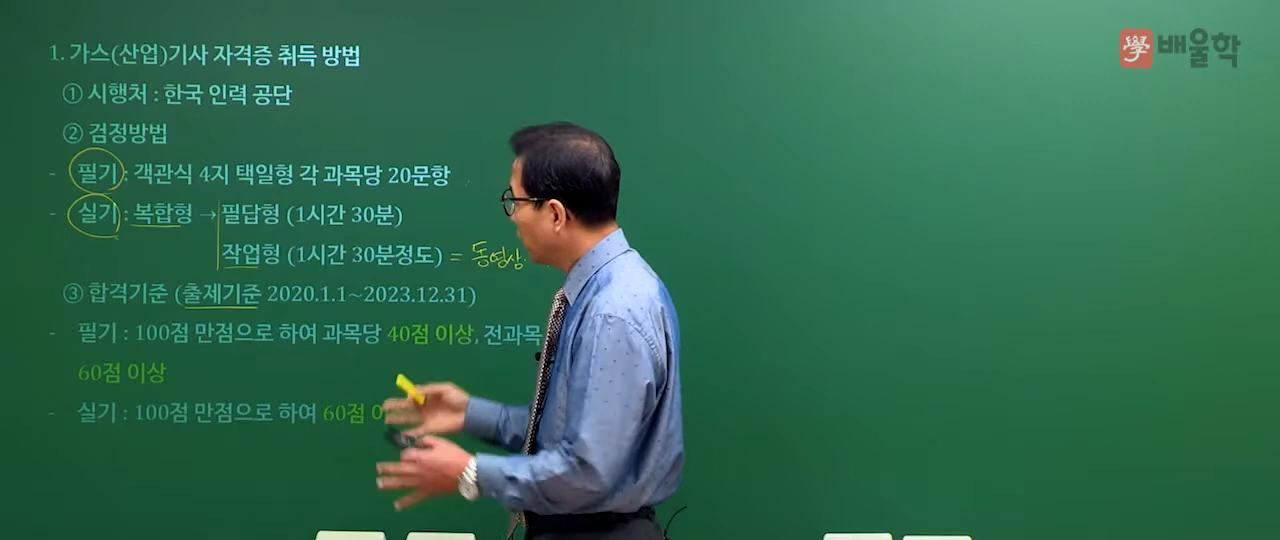 1. 가스(산업)기사 자격증 취득 방법
學 배울학
① 시행처 : 한국 인력 공단
② 검정방법
- 필기 : 객관식 4지 택일형 각 과목당 20문항
- 실기 : 복합형 → 필답형 (1시간 30분)
작업형 (1시간 30분정도) = 동영상
③ 합격기준 (출제기준 2020.1.1~2023.12.31)
- 필기 : 100점 만점으로 하여 과목당 40점 이상, 전과목
60점 이상
- 실기 : 100점 만점으로 하여 60점